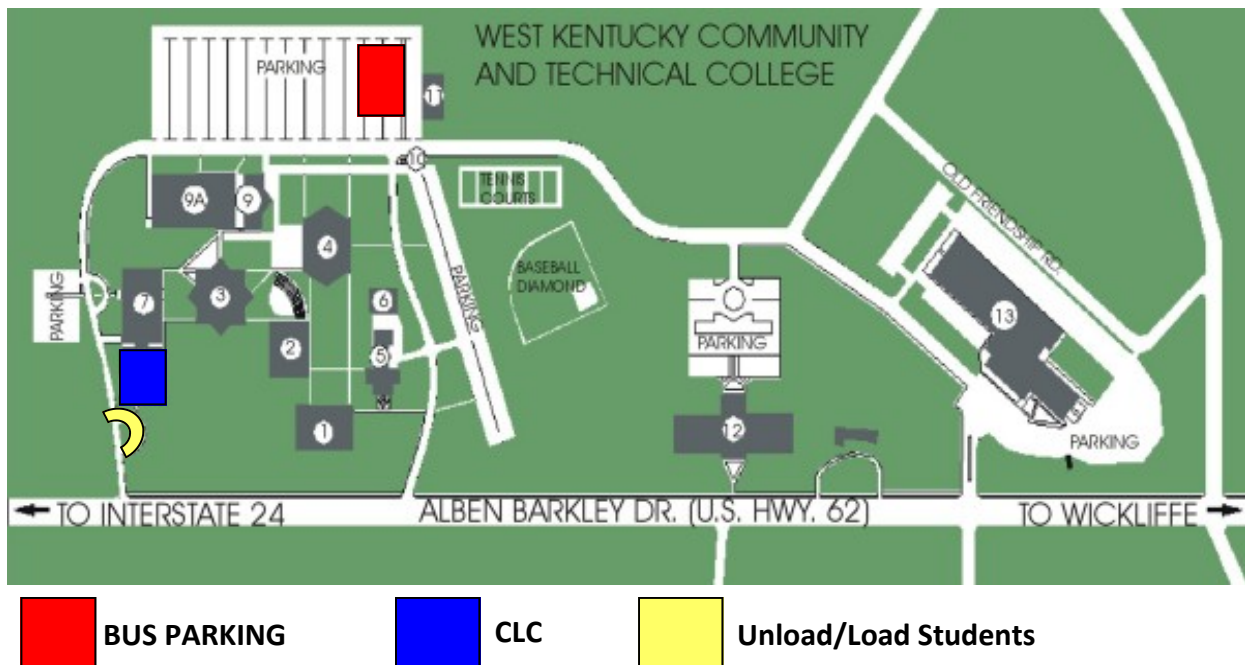 WEST KENTUCKY COMMUNITY
AND TECHNICAL COLLEGE
PARKING
11
10
TENNIS
COURTS
9A
9
4
OLD FRIENDSHIP RD.
BASEBALL
DIAMOND
PARKING
PARKING
7
3
6
13
2
5
PARKING
1
12
PARKING
TO INTERSTATE 24
ALBEN BARKLEY DR. (U.S. HWY. 62)
TO WICKLIFFE
BUS PARKING
CLC
Unload/Load Students